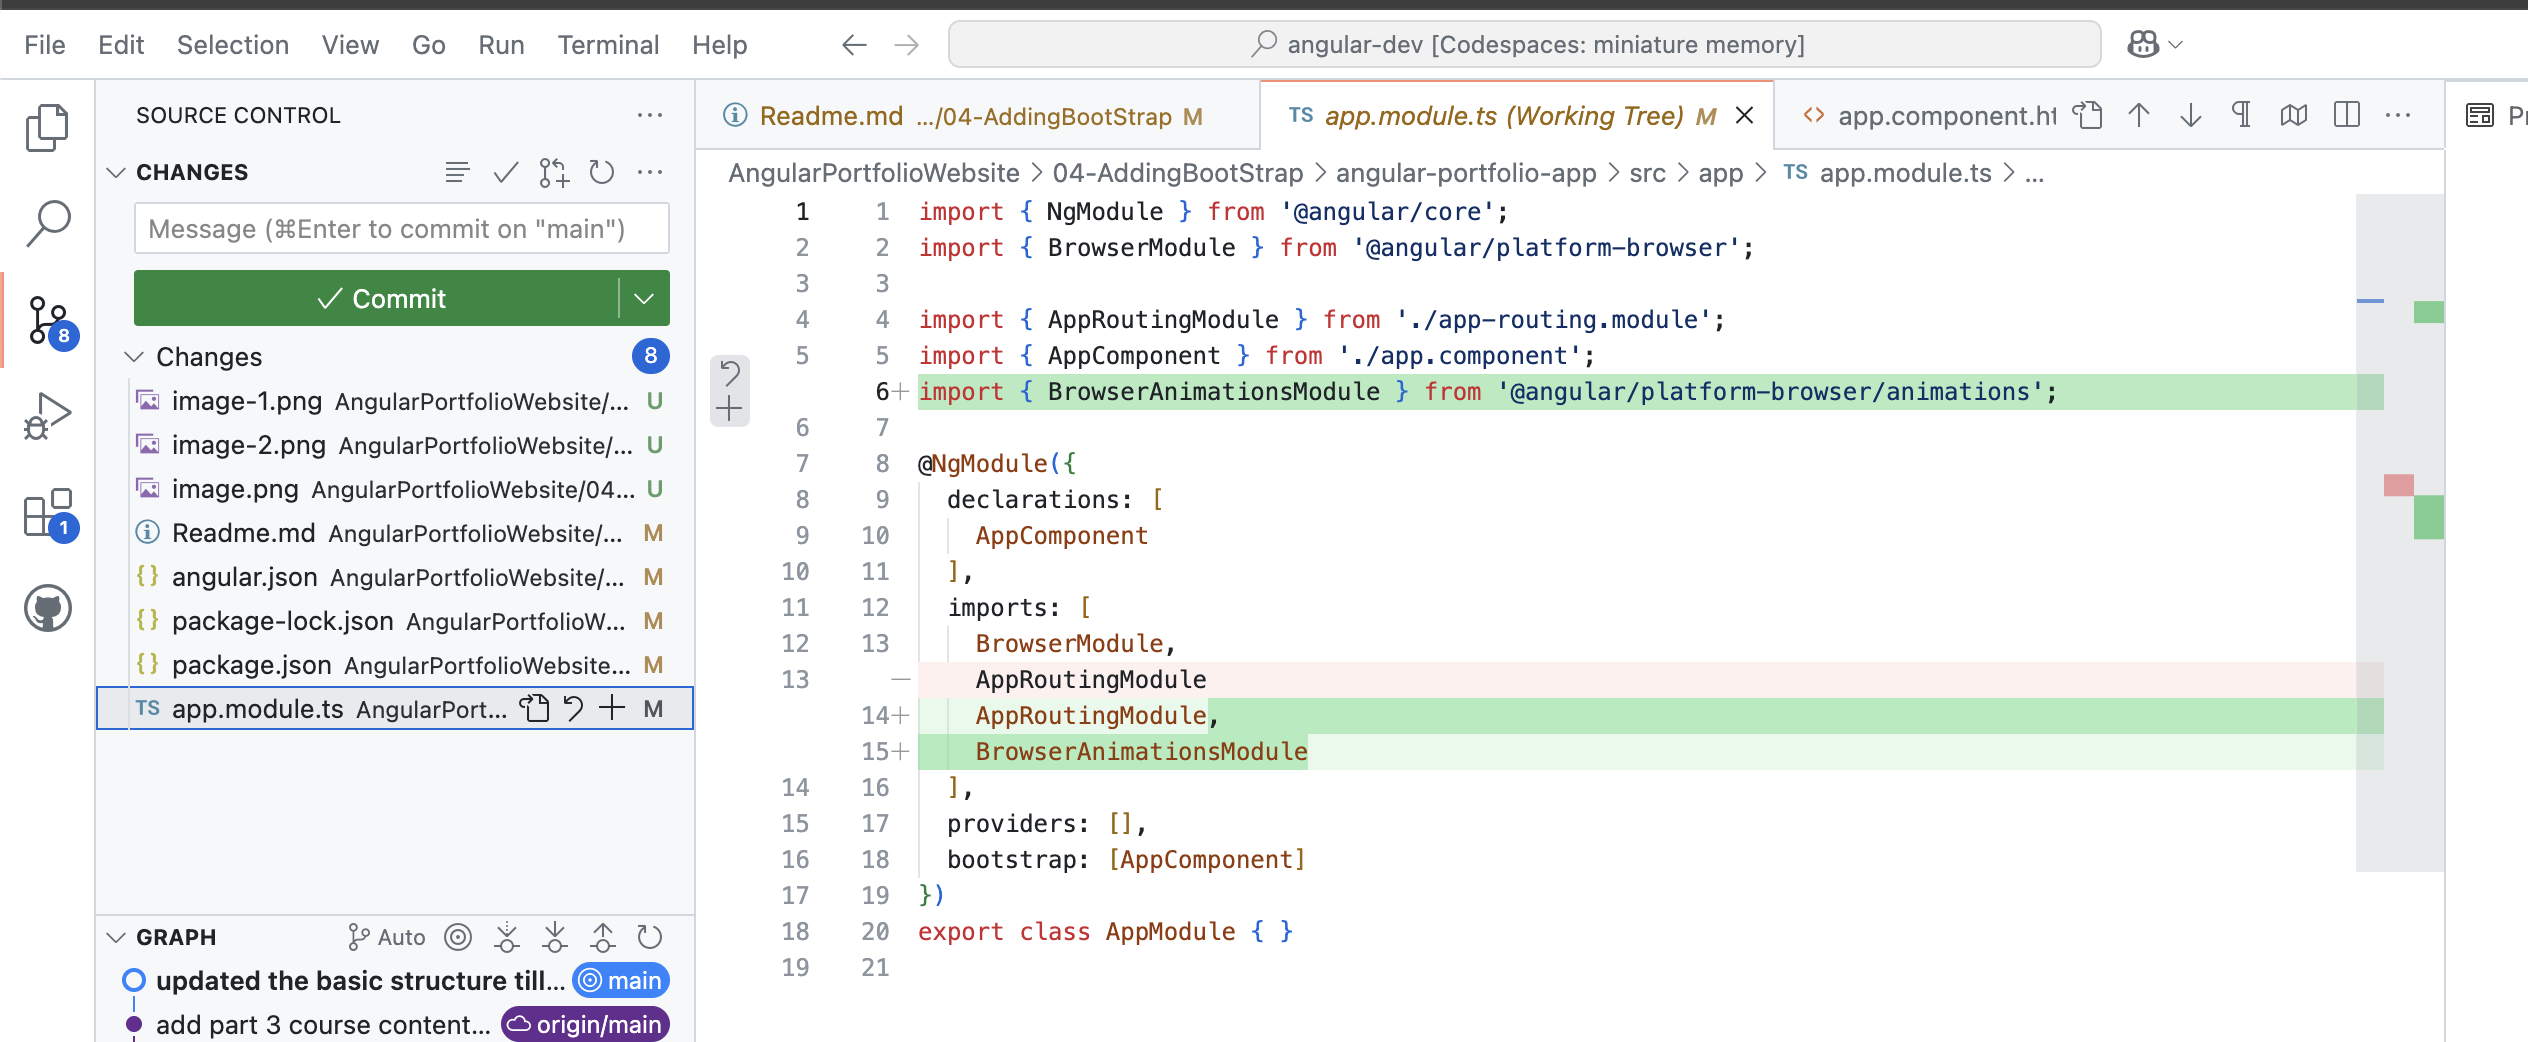 File Edit Selection View Go Run Terminal Help angular-dev [Codespaces: miniature memory]
SOURCE CONTROL
CHANGES
Message (⌘Enter to commit on "main")
Commit
Changes 8
image-1.png AngularPortfolioWebsite/... U
image-2.png AngularPortfolioWebsite/... U
image.png AngularPortfolioWebsite/04... U
Readme.md AngularPortfolioWebsite/... M
angular.json AngularPortfolioWebsite/... M
package-lock.json AngularPortfolioW... M
package.json AngularPortfolioWebsite... M
TS app.module.ts AngularPort... M
8
1
GRAPH Auto
updated the basic structure till... main
add part 3 course content... origin/main
Readme.md .../04-AddingBootStrap M TS app.module.ts (Working Tree) M app.component.ht
AngularPortfolioWebsite > 04-AddingBootStrap > angular-portfolio-app > src > app > TS app.module.ts > ...
1 1 import { NgModule } from '@angular/core';
2 2 import { BrowserModule } from '@angular/platform-browser';
3 3
4 4 import { AppRoutingModule } from './app-routing.module';
5 5 import { AppComponent } from './app.component';
6+ import { BrowserAnimationsModule } from '@angular/platform-browser/animations';
6 7
7 8 @NgModule({
8 9 declarations: [
9 10 AppComponent
10 11 ],
11 12 imports: [
12 13 BrowserModule,
13 — AppRoutingModule
14+ AppRoutingModule,
15+ BrowserAnimationsModule
14 16 ],
15 17 providers: [],
16 18 bootstrap: [AppComponent]
17 19 })
18 20 export class AppModule { }
19 21